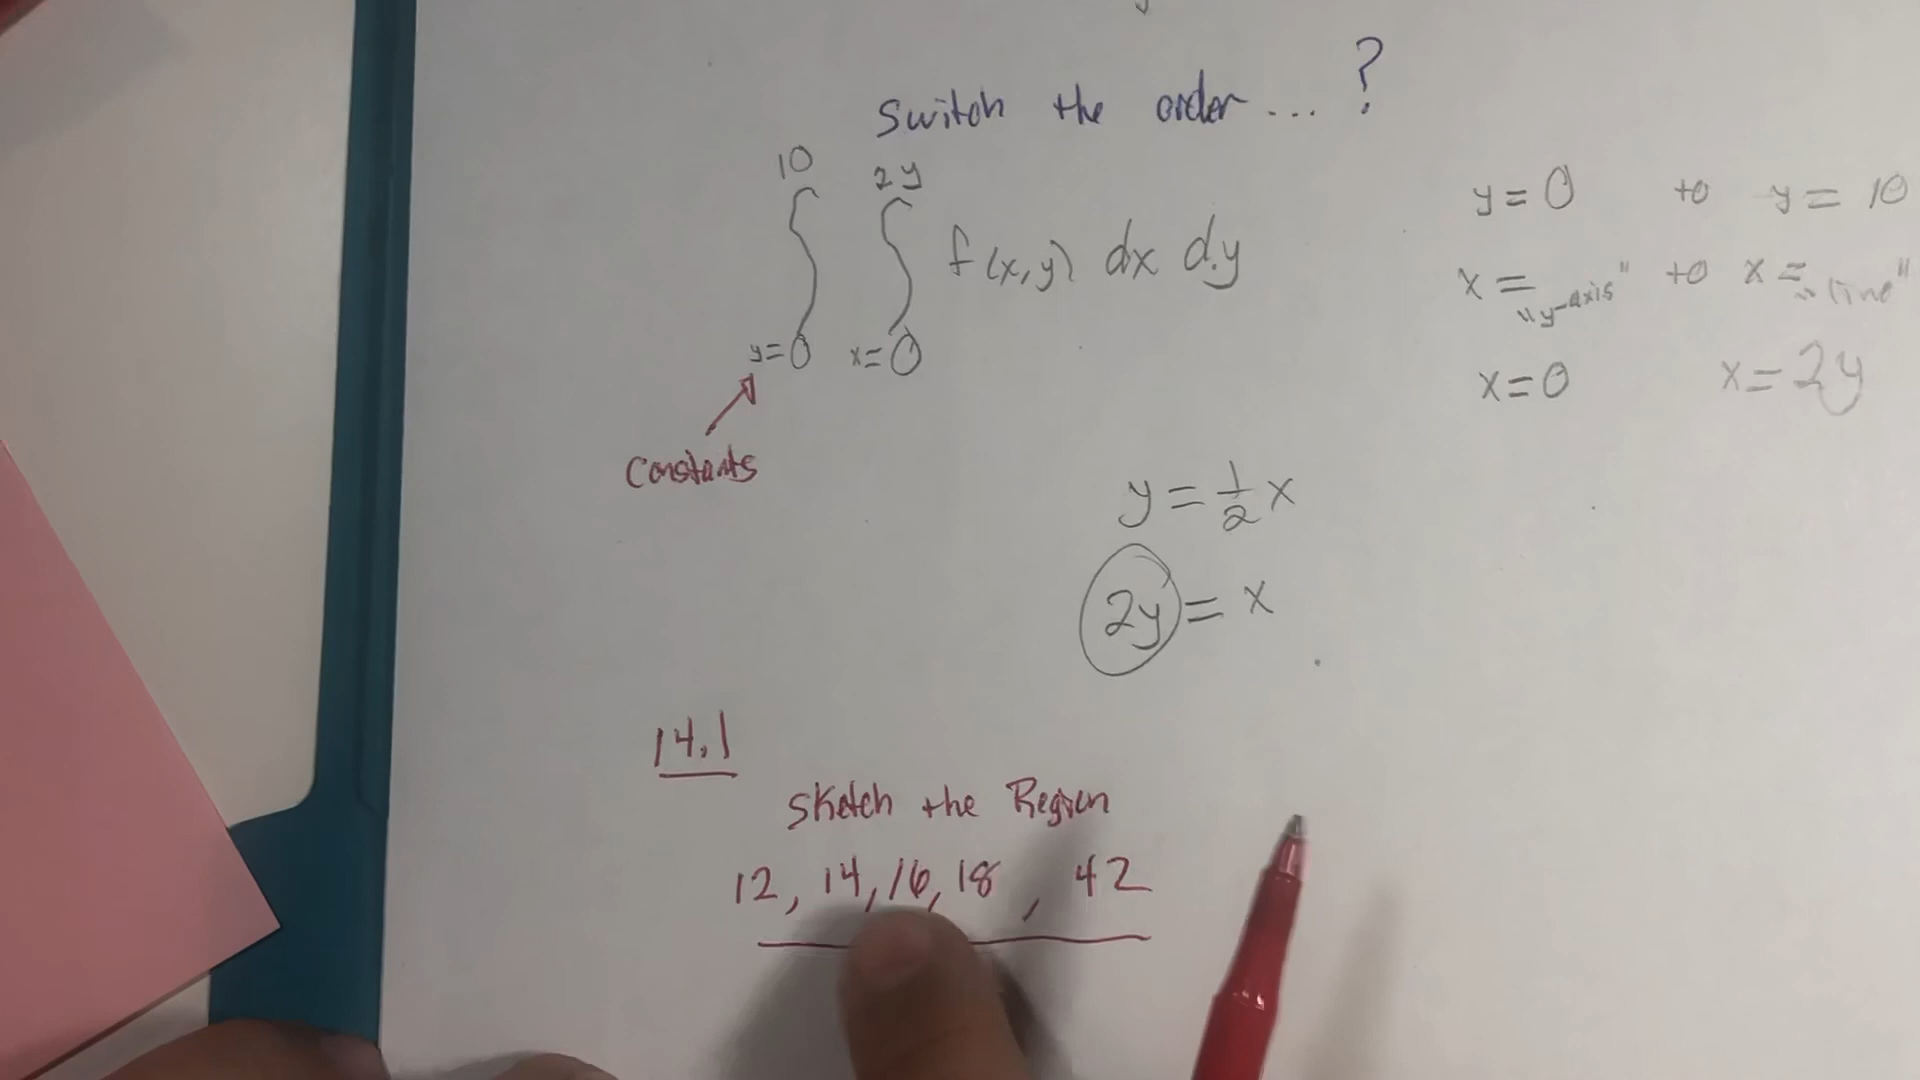 Switch the order ... ?
10 2y
∫ ∫ f(x,y) dx dy
y=0 x=0
Constants
y = 0 to y = 10
x = "y-axis" to x = "line"
x = 0 x = 2y
y = 1/2 x
2y = x
14.1
Sketch the Region
12, 14, 16, 18, 42